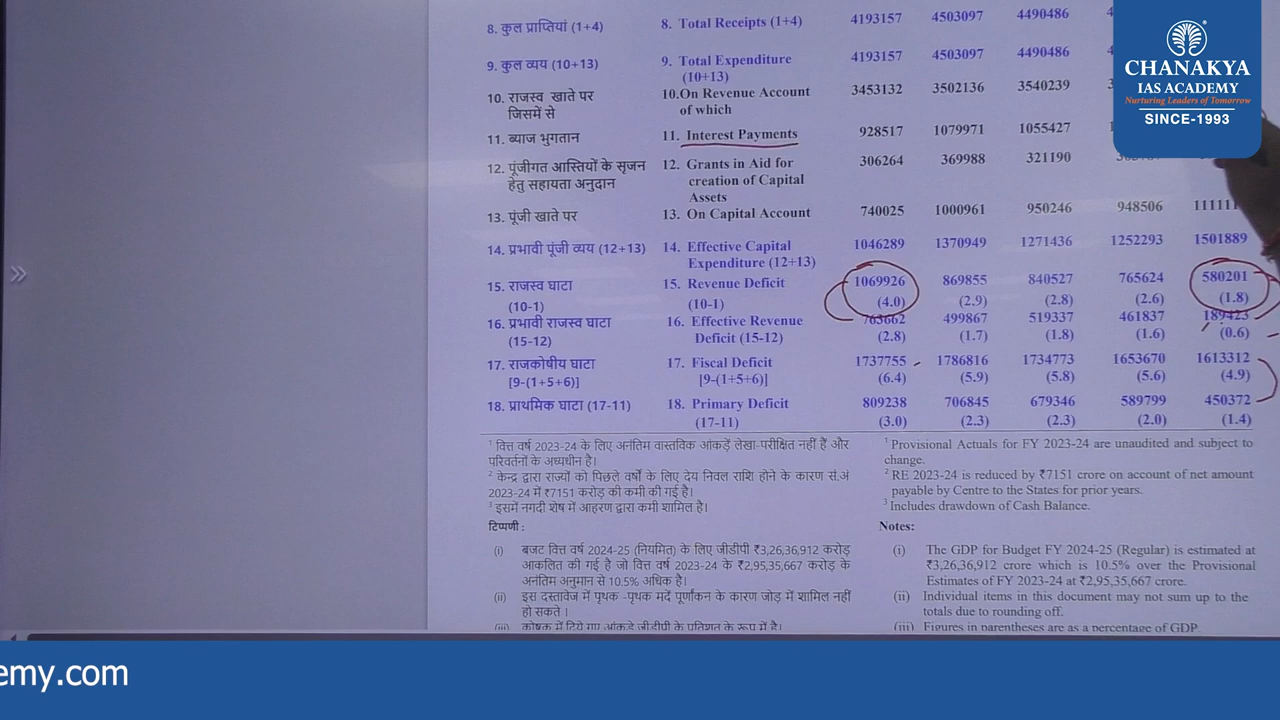 8. कुल प्राप्तियां (1+4) 8. Total Receipts (1+4) 4193157 4503097 4490486
9. कुल व्यय (10+13) 9. Total Expenditure 4193157 4503097 4490486
(10+13)
10. राजस्व खाते पर 10.On Revenue Account 3453132 3502136 3540239
जिसमें से of which
11. ब्याज भुगतान 11. Interest Payments 928517 1079971 1055427
12. पूंजीगत आस्तियों के सृजन 12. Grants in Aid for 306264 369988 321190
हेतु सहायता अनुदान creation of Capital
Assets
13. पूंजी खाते पर 13. On Capital Account 740025 1000961 950246 948506
14. प्रभावी पूंजी व्यय (12+13) 14. Effective Capital 1046289 1370949 1271436 1252293 1501889
Expenditure (12+13)
15. राजस्व घाटा 15. Revenue Deficit 1069926 869855 840527 765624 580201
(10-1) (10-1) (4.0) (2.9) (2.8) (2.6) (1.8)
16. प्रभावी राजस्व घाटा 16. Effective Revenue 763662 499867 519337 461837 189423
(15-12) Deficit (15-12) (2.8) (1.7) (1.8) (1.6) (0.6)
17. राजकोषीय घाटा 17. Fiscal Deficit 1737755 1786816 1734773 1653670 1613312
[9-(1+5+6)] [9-(1+5+6)] (6.4) (5.9) (5.8) (5.6) (4.9)
18. प्राथमिक घाटा (17-11) 18. Primary Deficit 809238 706845 679346 589799 450372
(17-11) (3.0) (2.3) (2.3) (2.0) (1.4)
1 वित्त वर्ष 2023-24 के लिए अनंतिम वास्तविक आंकड़ें लेखा-परीक्षित नहीं हैं और
परिवर्तनों के अध्यधीन है।
2 केन्द्र द्वारा राज्यों को पिछले वर्षों के लिए देय निवल राशि होने के कारण सं.अं
2023-24 में ₹7151 करोड़ की कमी की गई है।
3 इसमें नगदी शेष में आहरण द्वारा कमी शामिल है।
टिप्पणी :
(i) बजट वित्त वर्ष 2024-25 (नियमित) के लिए जीडीपी ₹3,26,36,912 करोड़
आकलित की गई है जो वित्त वर्ष 2023-24 के ₹2,95,35,667 करोड़ के
अनंतिम अनुमान से 10.5% अधिक है।
(ii) इस दस्तावेज में पृथक -पृथक मदें पूर्णांकन के कारण जोड़ में शामिल नहीं
हो सकते ।
(iii) कोष्ठक में दिये गए आंकड़े जीडीपी के प्रतिशत के रूप में है।
1 Provisional Actuals for FY 2023-24 are unaudited and subject to
change.
2 RE 2023-24 is reduced by ₹7151 crore on account of net amount
payable by Centre to the States for prior years.
3 Includes drawdown of Cash Balance.
Notes:
(i) The GDP for Budget FY 2024-25 (Regular) is estimated at
₹3,26,36,912 crore which is 10.5% over the Provisional
Estimates of FY 2023-24 at ₹2,95,35,667 crore.
(ii) Individual items in this document may not sum up to the
totals due to rounding off.
(iii) Figures in parentheses are as a percentage of GDP.
CHANAKYA
IAS ACADEMY
Nurturing Leaders of Tomorrow
SINCE-1993
emy.com